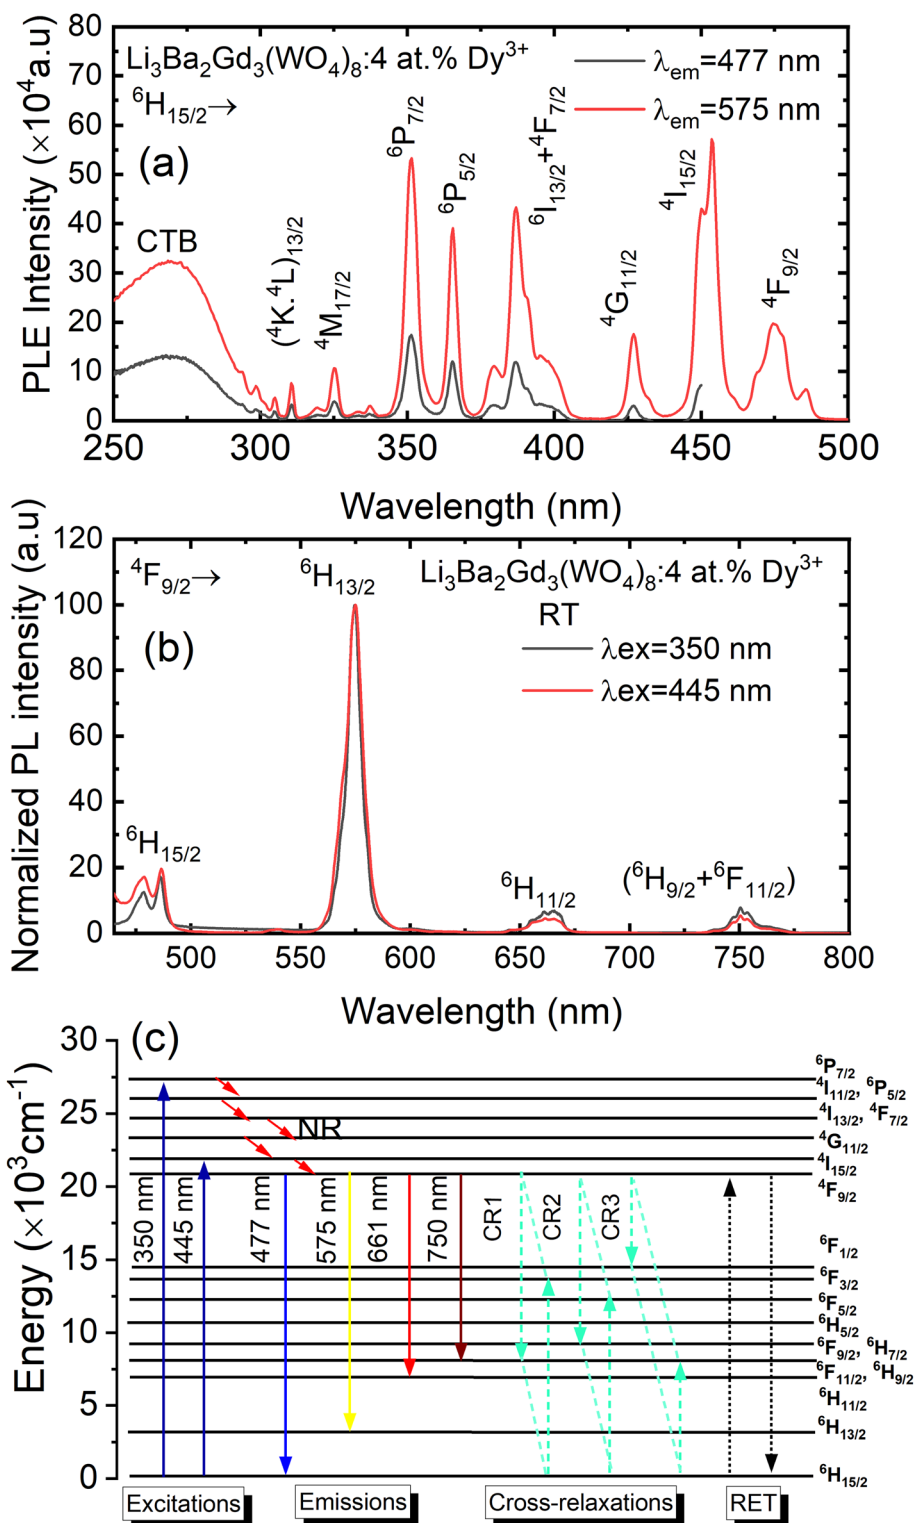 80
70
60
50
40
30
20
10
0
PLE Intensity (×10⁴a.u)
Li₃Ba₂Gd₃(WO₄)₈:4 at.% Dy³⁺
⁶H₁₅/₂→
(a)
λem=477 nm
λem=575 nm
CTB
(⁴K.⁴L)₁₃/₂
⁴M₁₇/₂
⁶P₇/₂
⁶P₅/₂
⁶I₁₃/₂+⁴F₇/₂
⁴G₁₁/₂
⁴I₁₅/₂
⁴F₉/₂
250 300 350 400 450 500
Wavelength (nm)
120
100
80
60
40
20
0
Normalized PL intensity (a.u)
⁴F₉/₂→
⁶H₁₃/₂
Li₃Ba₂Gd₃(WO₄)₈:4 at.% Dy³⁺
RT
(b)
λex=350 nm
λex=445 nm
⁶H₁₅/₂
⁶H₁₁/₂
(⁶H₉/₂+⁶F₁₁/₂)
500 550 600 650 700 750 800
Wavelength (nm)
(c)
30
25
20
15
10
5
0
Energy (×10³cm⁻¹)
NR
350 nm
445 nm
477 nm
575 nm
661 nm
750 nm
CR1
CR2
CR3
⁶P₇/₂
⁴I₁₁/₂, ⁶P₅/₂
⁴I₁₃/₂, ⁴F₇/₂
⁴G₁₁/₂
⁴I₁₅/₂
⁴F₉/₂
⁶F₁/₂
⁶F₃/₂
⁶F₅/₂
⁶H₅/₂
⁶F₉/₂, ⁶H₇/₂
⁶F₁₁/₂, ⁶H₉/₂
⁶H₁₁/₂
⁶H₁₃/₂
⁶H₁₅/₂
Excitations
Emissions
Cross-relaxations
RET